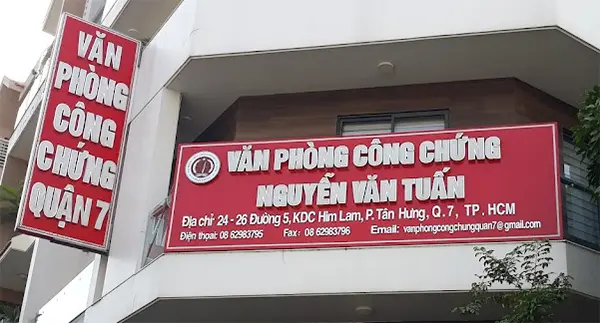 VĂN
PHÒNG
CÔNG
CHỨNG
QUẬN 7
VĂN PHÒNG CÔNG CHỨNG
NGUYỄN VĂN TUẤN
Địa chỉ 24 - 26 Đường 5, KDC Him Lam, P. Tân Hưng, Q. 7, TP. HCM
Điện thoại: 08 62983795 Fax: 08 62983796 Email: vanphongcongchungquan7@gmail.com